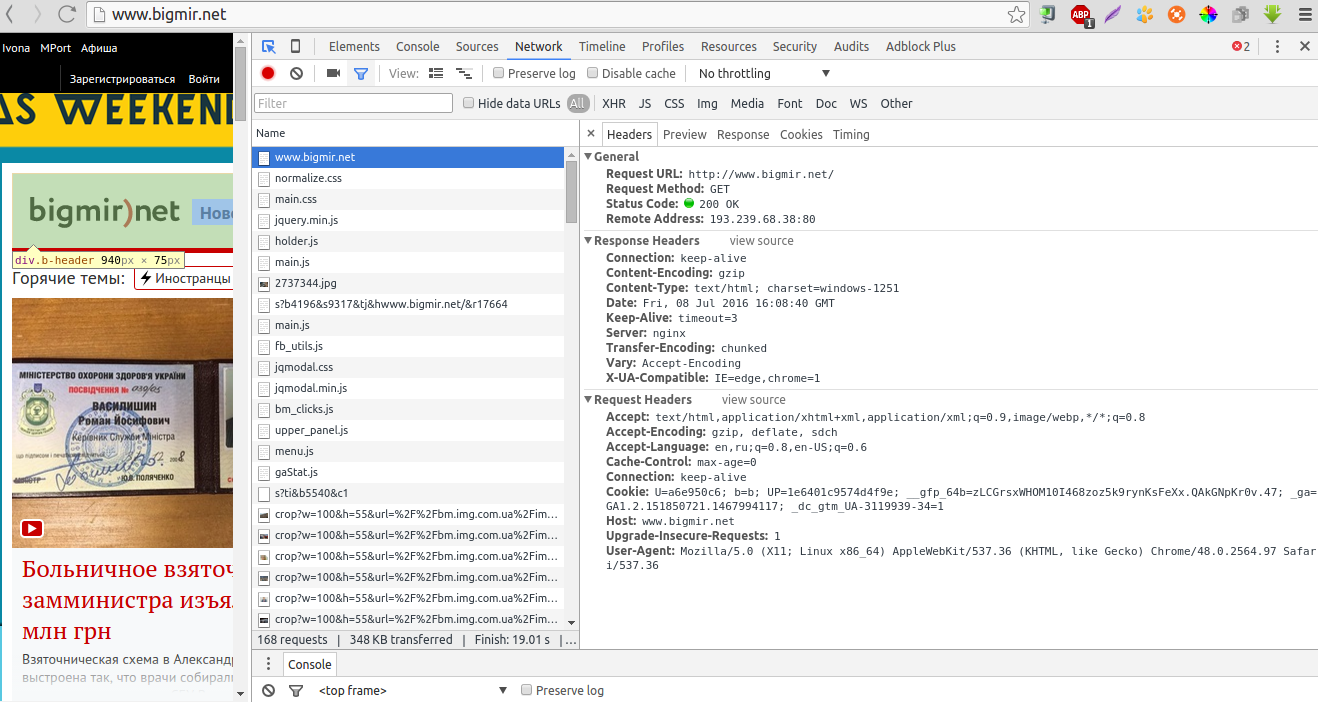 www.bigmir.net
ABP
1
Ivona MPort Афиша
Зарегистрироваться Войти
AS WEEKEND
bigmir)net
Ново
div.b-header 940px × 75px
Горячие темы:
Иностранцы
МІНІСТЕРСТВО ОХОРОНИ ЗДОРОВ'Я УКРАЇНИ
ПОСВІДЧЕННЯ №
ВАСИЛИШИН
Роман Йосифович
Керівник Служби Міністра
Ю.В. ПОЛЯЧЕНКО
Больничное взяточ
замминистра изъя
млн грн
Взяточническая схема в Александр
выстроена так, что врачи собирали
Elements Console Sources Network Timeline Profiles Resources Security Audits Adblock Plus
2
View:
Preserve log
Disable cache
No throttling
Filter
Hide data URLs
All XHR JS CSS Img Media Font Doc WS Other
Name
www.bigmir.net
normalize.css
main.css
jquery.min.js
holder.js
main.js
2737344.jpg
s?b4196&s9317&tj&hwww.bigmir.net/&r17664
main.js
fb_utils.js
jqmodal.css
jqmodal.min.js
bm_clicks.js
upper_panel.js
menu.js
gaStat.js
s?ti&b5540&c1
crop?w=100&h=55&url=%2F%2Fbm.img.com.ua%2Fim...
crop?w=100&h=55&url=%2F%2Fbm.img.com.ua%2Fim...
crop?w=100&h=55&url=%2F%2Fbm.img.com.ua%2Fim...
crop?w=100&h=55&url=%2F%2Fbm.img.com.ua%2Fim...
crop?w=100&h=55&url=%2F%2Fbm.img.com.ua%2Fim...
crop?w=100&h=55&url=%2F%2Fbm.img.com.ua%2Fim...
168 requests | 348 KB transferred | Finish: 19.01 s | ...
Headers Preview Response Cookies Timing
General
Request URL: http://www.bigmir.net/
Request Method: GET
Status Code: 200 OK
Remote Address: 193.239.68.38:80
Response Headers view source
Connection: keep-alive
Content-Encoding: gzip
Content-Type: text/html; charset=windows-1251
Date: Fri, 08 Jul 2016 16:08:40 GMT
Keep-Alive: timeout=3
Server: nginx
Transfer-Encoding: chunked
Vary: Accept-Encoding
X-UA-Compatible: IE=edge,chrome=1
Request Headers view source
Accept: text/html,application/xhtml+xml,application/xml;q=0.9,image/webp,*/*;q=0.8
Accept-Encoding: gzip, deflate, sdch
Accept-Language: en,ru;q=0.8,en-US;q=0.6
Cache-Control: max-age=0
Connection: keep-alive
Cookie: U=a6e950c6; b=b; UP=1e6401c9574d4f9e; __gfp_64b=zLCGrsxWHOM10I468zoz5k9rynKsFeXx.QAkGNpKr0v.47; _ga=
GA1.2.151850721.1467994117; _dc_gtm_UA-3119939-34=1
Host: www.bigmir.net
Upgrade-Insecure-Requests: 1
User-Agent: Mozilla/5.0 (X11; Linux x86_64) AppleWebKit/537.36 (KHTML, like Gecko) Chrome/48.0.2564.97 Safar
i/537.36
Console
<top frame>
Preserve log